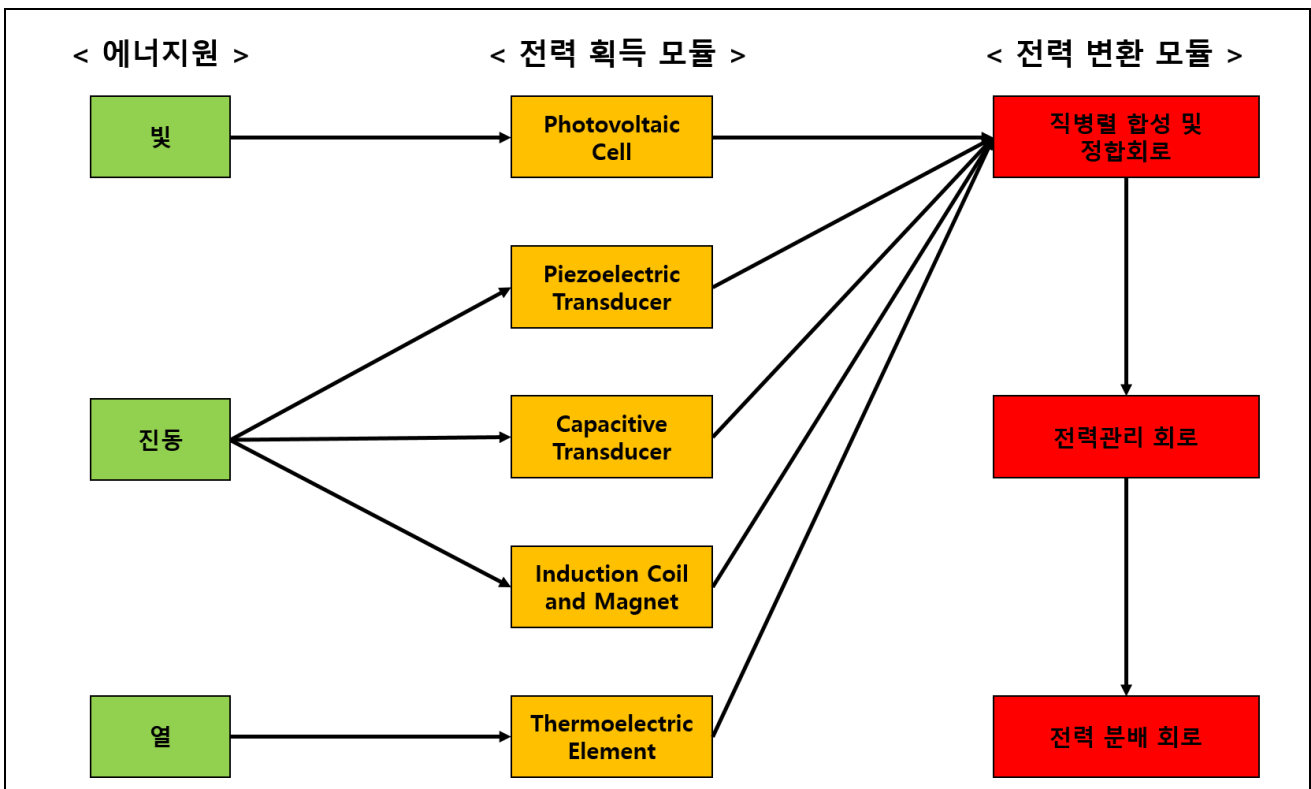 < 에너지원 >
< 전력 획득 모듈 >
< 전력 변환 모듈 >
빛
Photovoltaic
Cell
직병렬 합성 및
정합회로
Piezoelectric
Transducer
진동
Capacitive
Transducer
전력관리 회로
Induction Coil
and Magnet
열
Thermoelectric
Element
전력 분배 회로